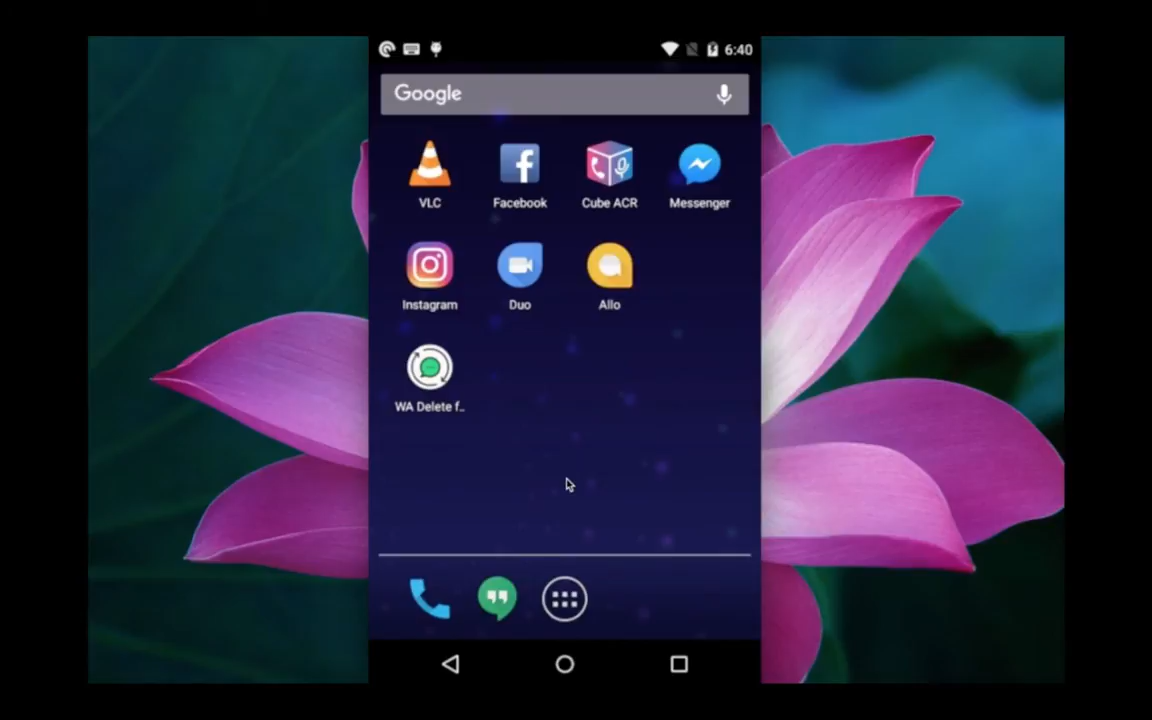 6:40
Google
VLC Facebook Cube ACR Messenger
Instagram Duo Allo
WA Delete f..